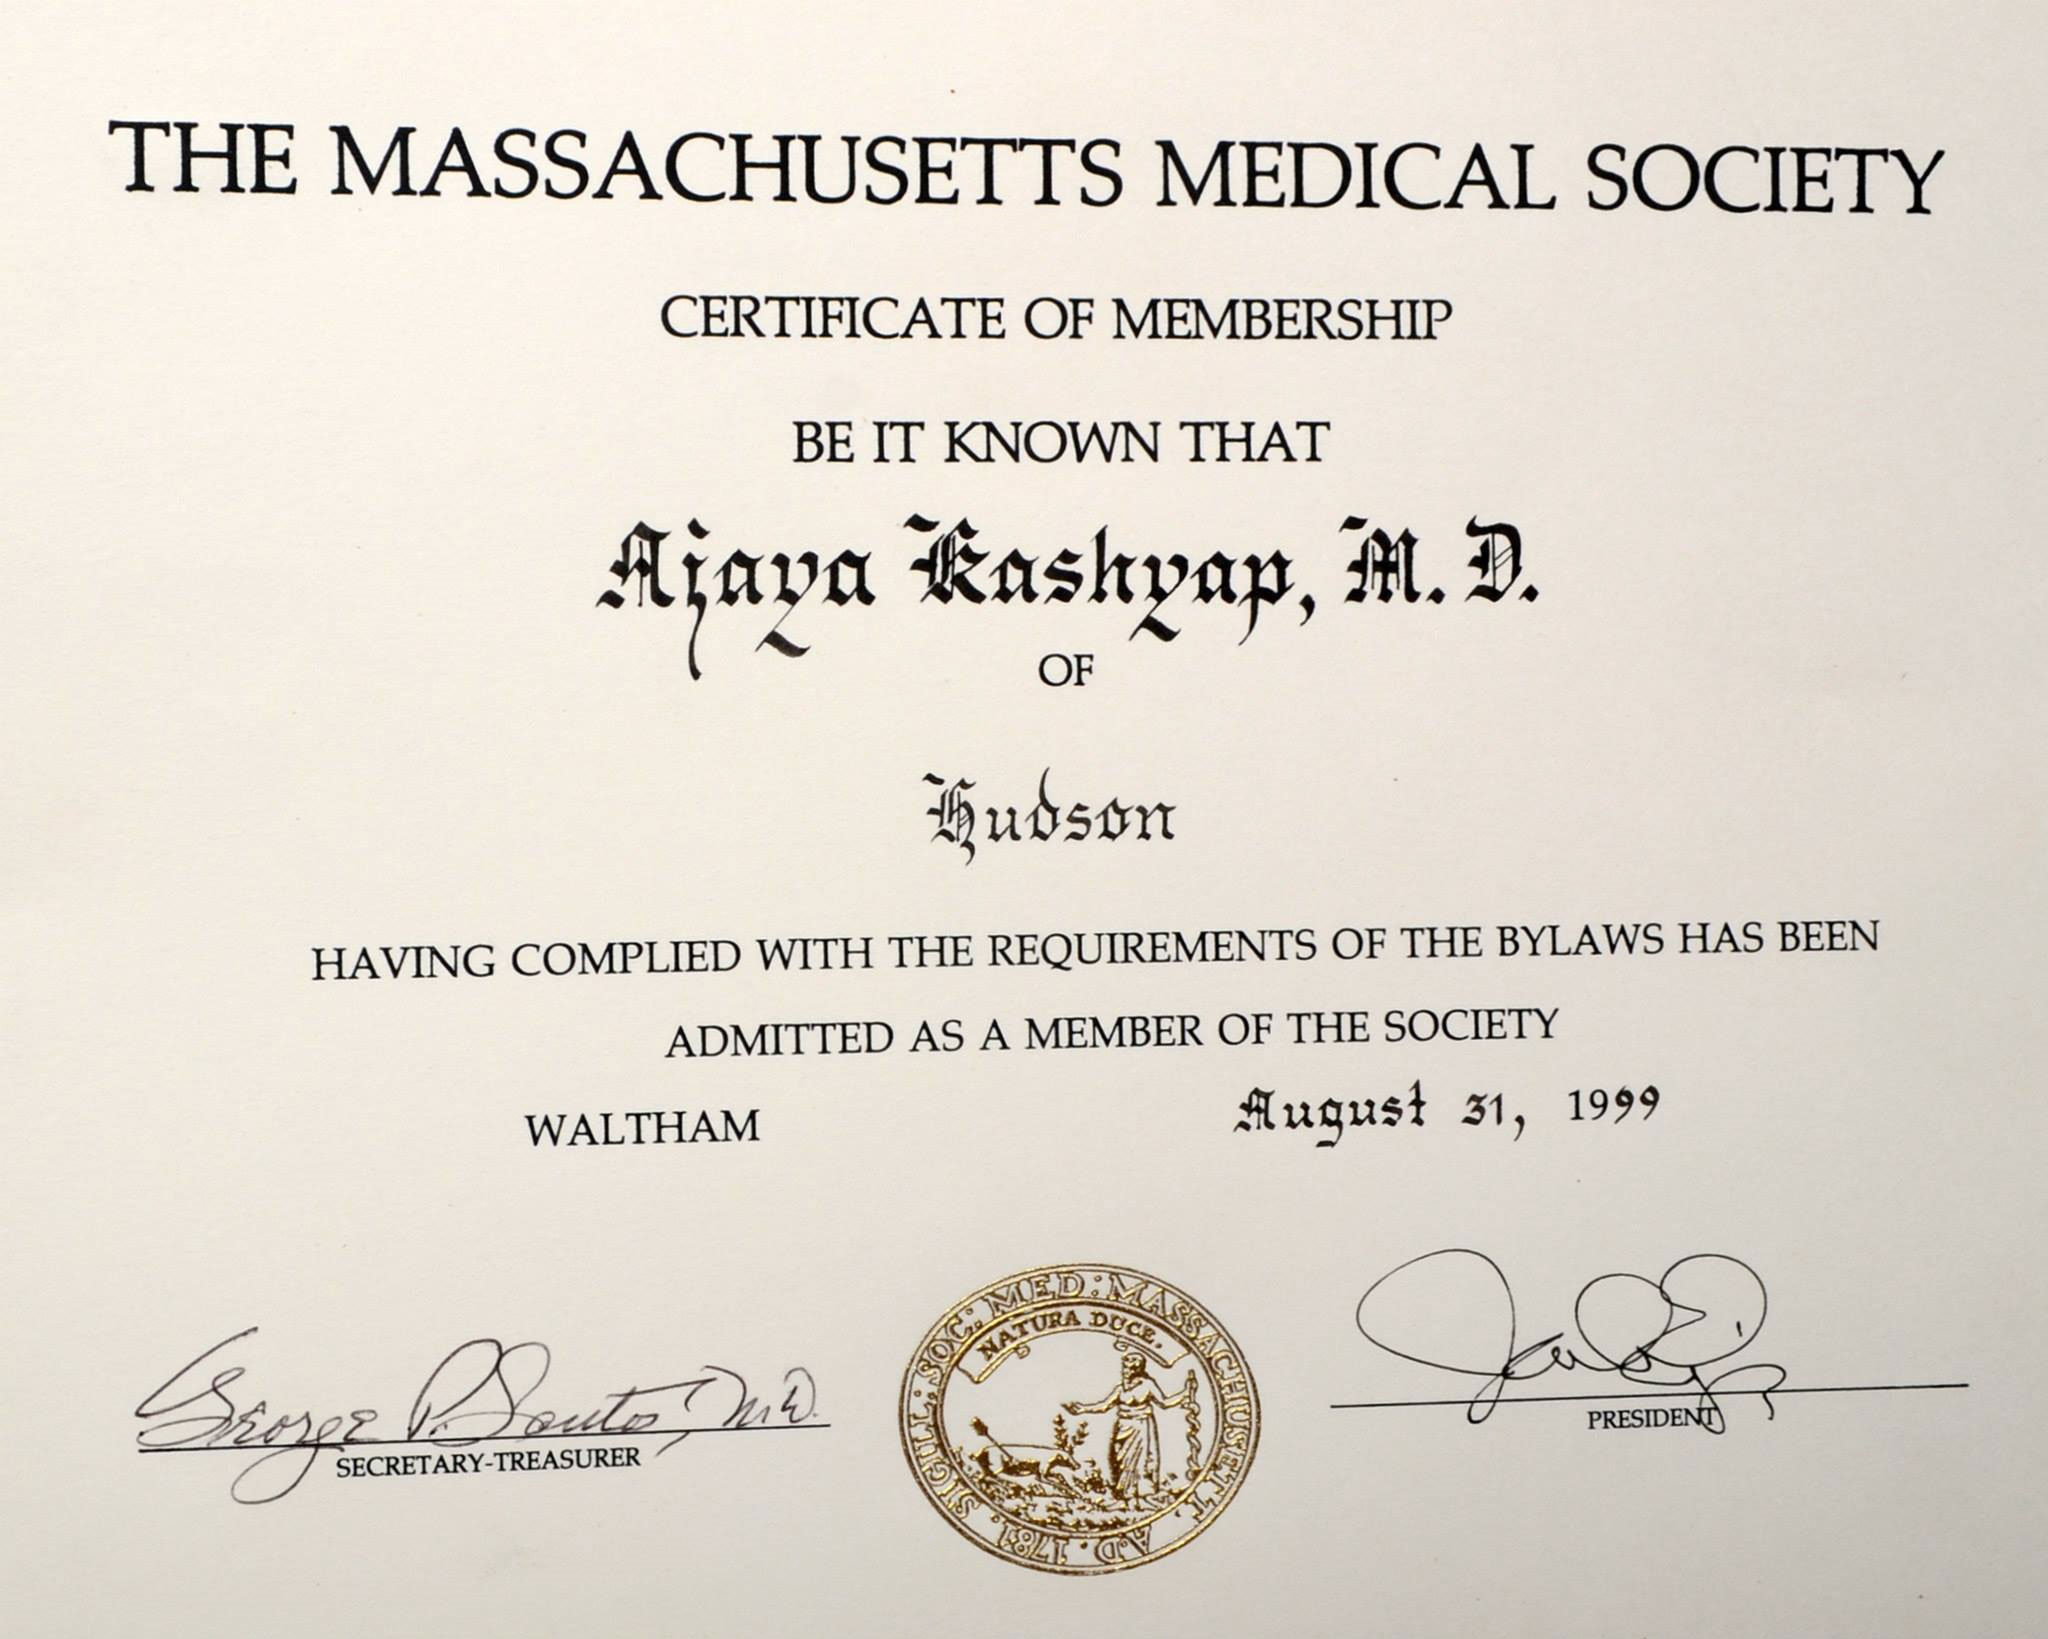 THE MASSACHUSETTS MEDICAL SOCIETY
CERTIFICATE OF MEMBERSHIP
BE IT KNOWN THAT
Ajaya Kashyap, M. D.
OF
Hudson
HAVING COMPLIED WITH THE REQUIREMENTS OF THE BYLAWS HAS BEEN
ADMITTED AS A MEMBER OF THE SOCIETY
WALTHAM August 31, 1999
George P. Santos, M.D.
SECRETARY-TREASURER
SIGILL: SOC: MED: MASSACHUSETT. A.D. 1781.
NATURA DUCE.
PRESIDENT